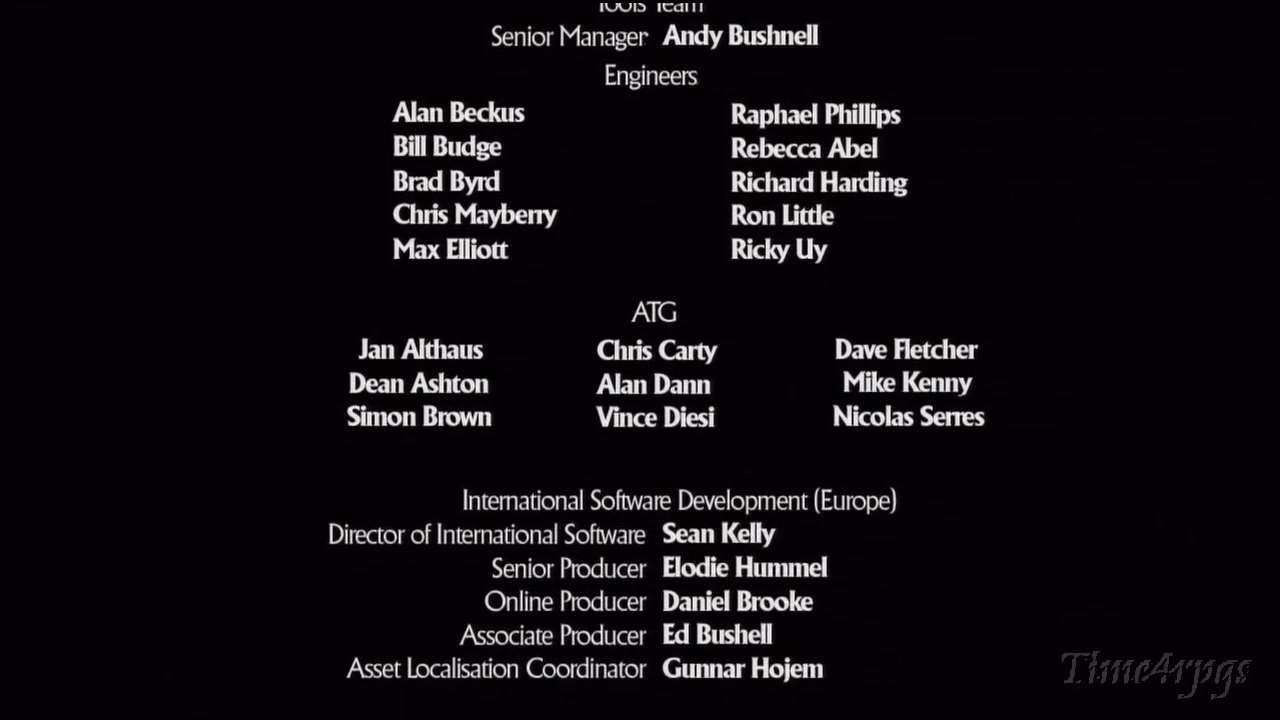 Tools Team
Senior Manager Andy Bushnell
Engineers
Alan Beckus Raphael Phillips
Bill Budge Rebecca Abel
Brad Byrd Richard Harding
Chris Mayberry Ron Little
Max Elliott Ricky Uy
ATG
Jan Althaus Chris Carty Dave Fletcher
Dean Ashton Alan Dann Mike Kenny
Simon Brown Vince Diesi Nicolas Serres
International Software Development (Europe)
Director of International Software Sean Kelly
Senior Producer Elodie Hummel
Online Producer Daniel Brooke
Associate Producer Ed Bushell
Asset Localisation Coordinator Gunnar Hojem
Time4rpgs